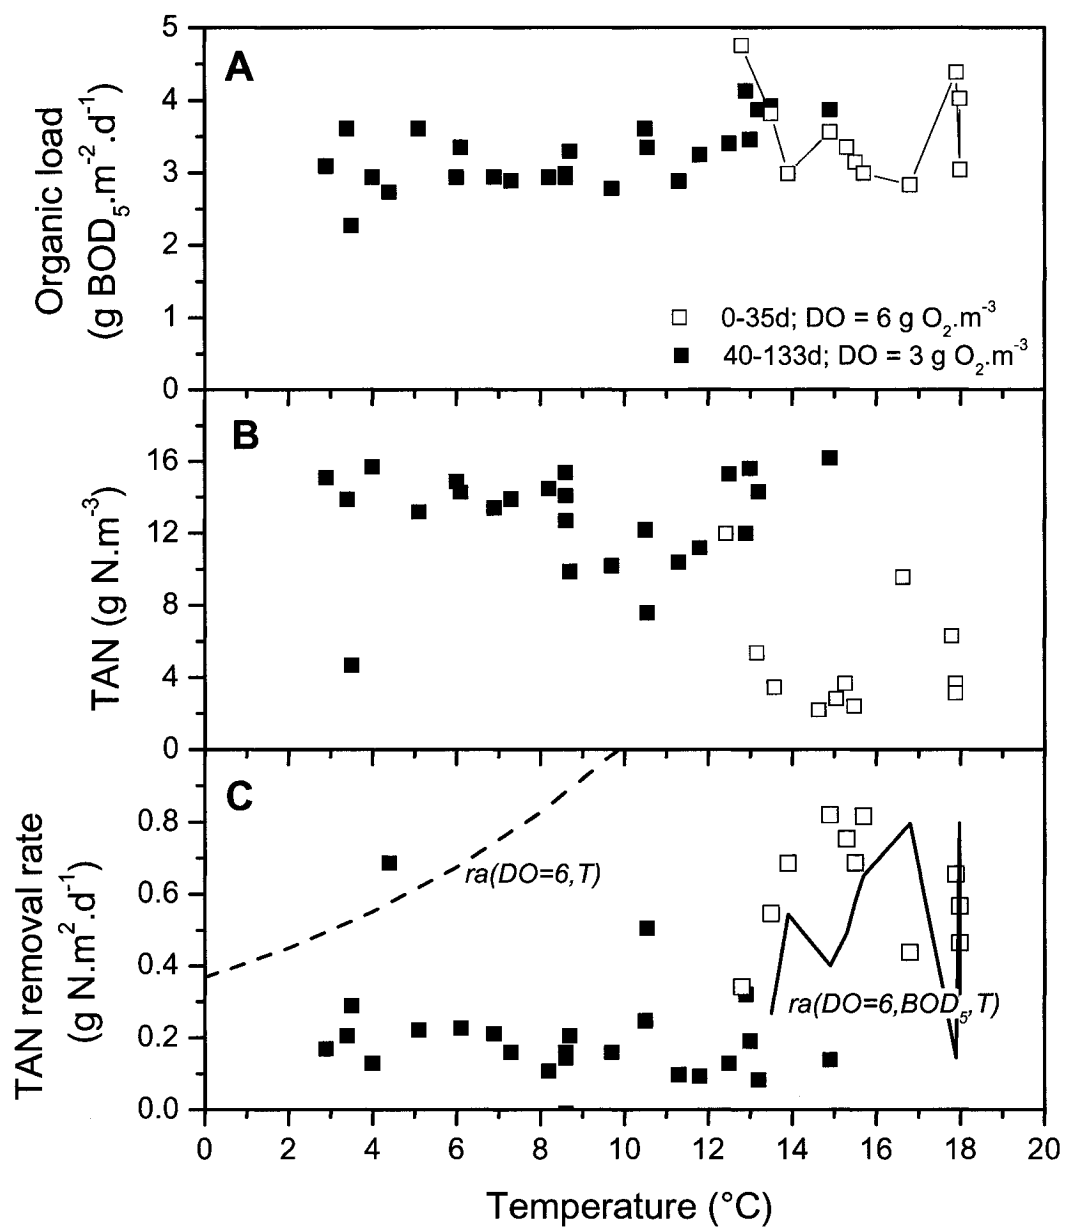 A
Organic load
(g BOD₅.m⁻².d⁻¹)
5
4
3
2
1
0
0-35d; DO = 6 g O₂.m⁻³
40-133d; DO = 3 g O₂.m⁻³
B
TAN (g N.m⁻³)
16
12
8
4
0
C
TAN removal rate
(g N.m².d⁻¹)
0.8
0.6
0.4
0.2
0.0
ra(DO=6,T)
ra(DO=6,BOD₅,T)
0 2 4 6 8 10 12 14 16 18 20
Temperature (°C)